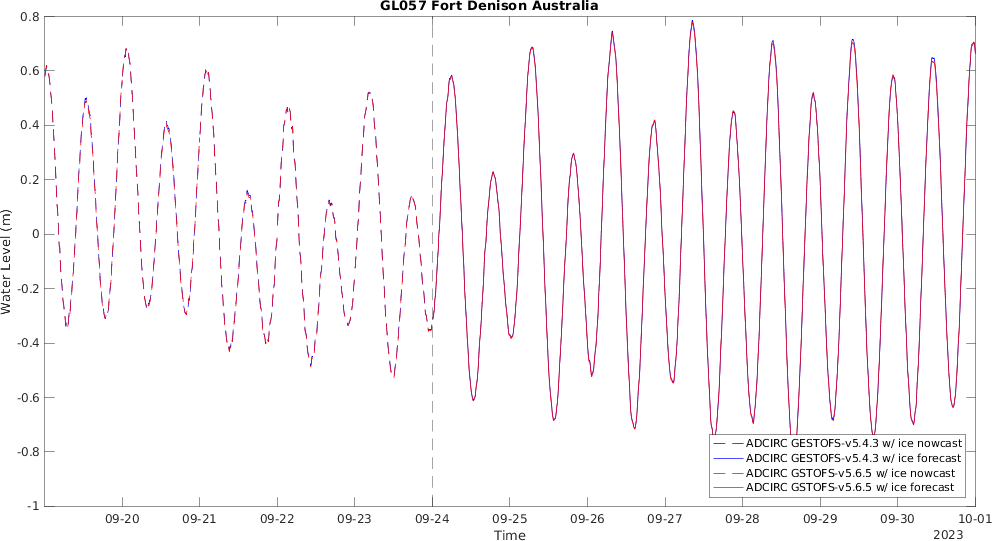 GL057 Fort Denison Australia
0.8
0.6
0.4
0.2
0
-0.2
-0.4
-0.6
-0.8
-1
Water Level (m)
ADCIRC GESTOFS-v5.4.3 w/ ice nowcast
ADCIRC GESTOFS-v5.4.3 w/ ice forecast
ADCIRC GSTOFS-v5.6.5 w/ ice nowcast
ADCIRC GSTOFS-v5.6.5 w/ ice forecast
09-20 09-21 09-22 09-23 09-24 09-25 09-26 09-27 09-28 09-29 09-30 10-01
Time
2023